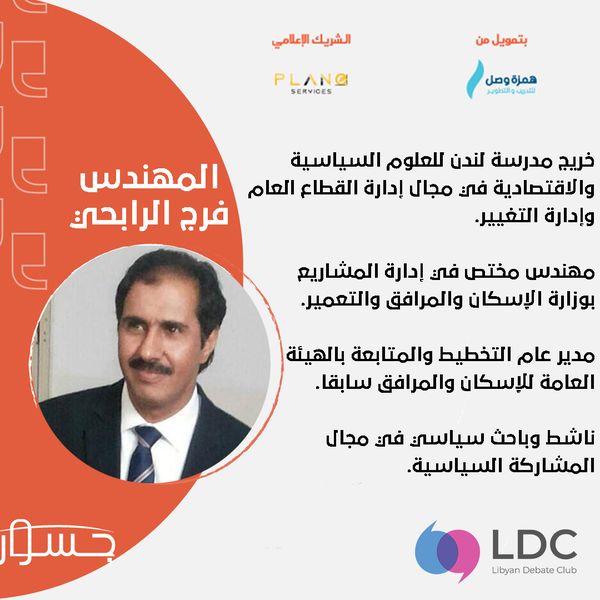 بتمويل من
الشريك الإعلامي
همزة وصل
للتدريب والتطوير
PLAN
SERVICES
المهندس
فرج الرابحي
خريج مدرسة لندن للعلوم السياسية
والاقتصادية في مجال إدارة القطاع العام
وإدارة التغيير.
مهندس مختص في إدارة المشاريع
بوزارة الإسكان والمرافق والتعمير.
مدير عام التخطيط والمتابعة بالهيئة
العامة للإسكان والمرافق سابقا.
ناشط وباحث سياسي في مجال
المشاركة السياسية.
جسور
LDC
Libyan Debate Club